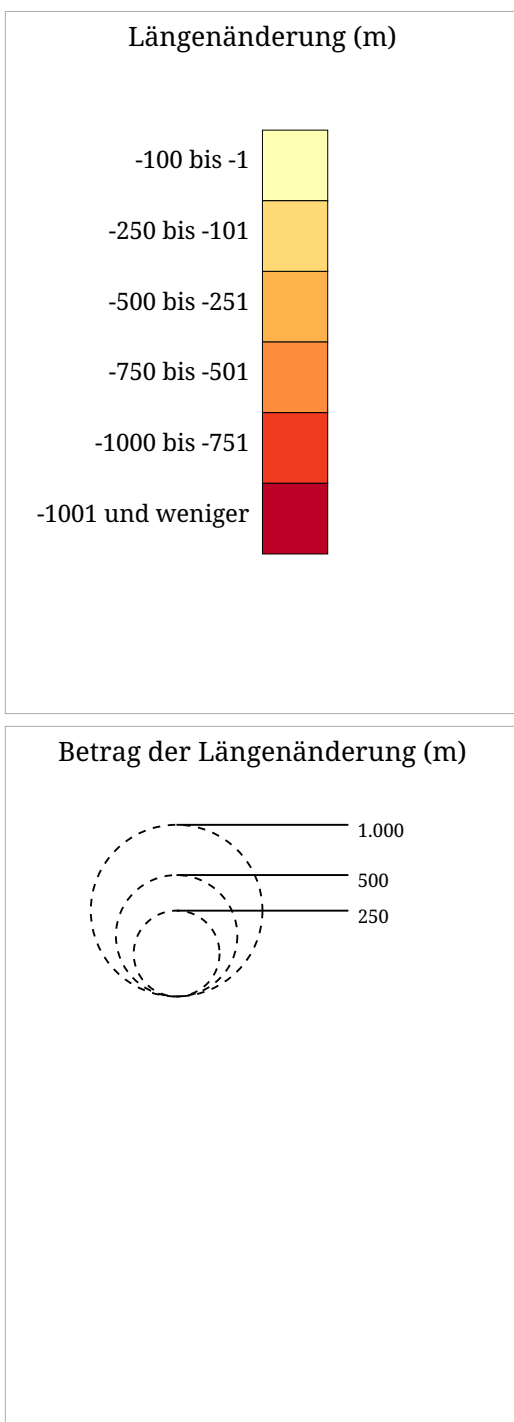 Längenänderung (m)
-100 bis -1
-250 bis -101
-500 bis -251
-750 bis -501
-1000 bis -751
-1001 und weniger
Betrag der Längenänderung (m)
1.000
500
250